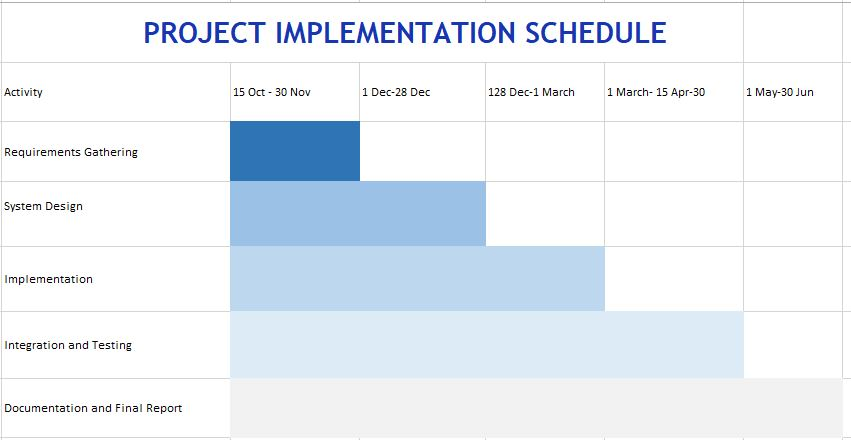 PROJECT IMPLEMENTATION SCHEDULE
Activity 15 Oct - 30 Nov 1 Dec-28 Dec 128 Dec-1 March 1 March- 15 Apr-30 1 May-30 Jun
Requirements Gathering
System Design
Implementation
Integration and Testing
Documentation and Final Report